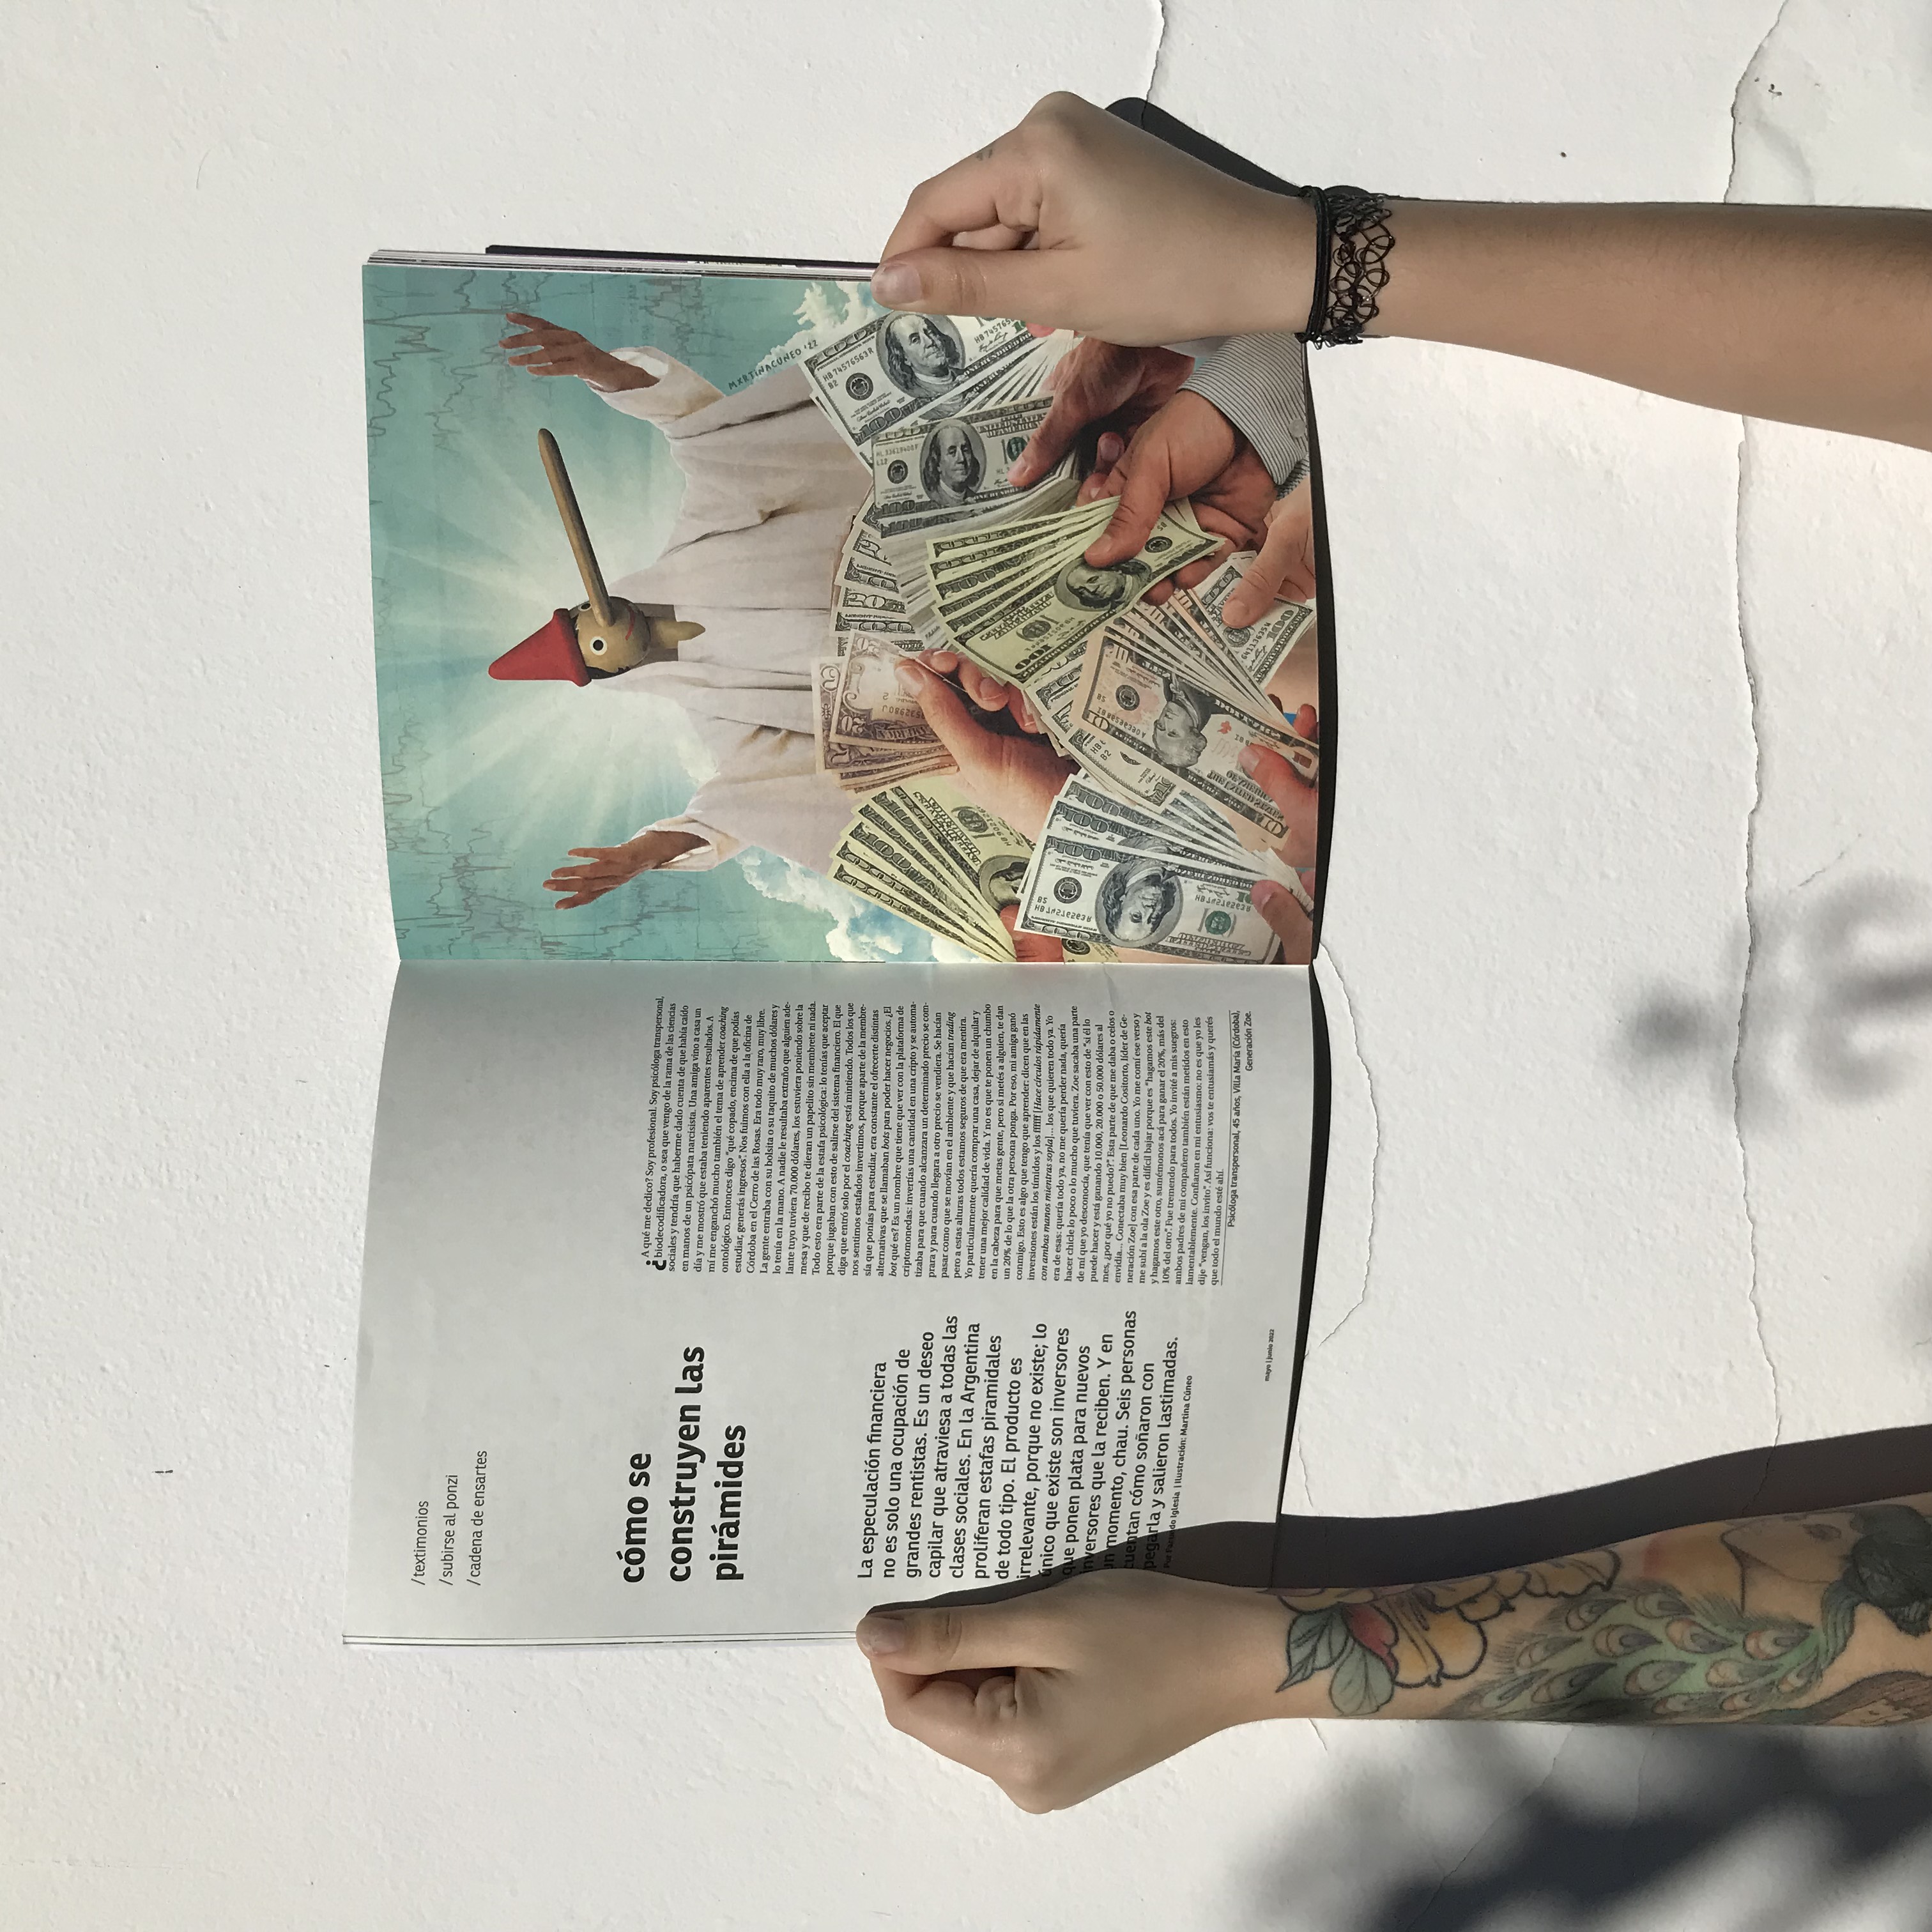 /textimonios
/subirse al ponzi
/cadena de ensartes
cómo se
construyen las
pirámides
La especulación financiera
no es solo una ocupación de
grandes rentistas. Es un deseo
capilar que atraviesa a todas las
clases sociales. En la Argentina
proliferan estafas piramidales
de todo tipo. El producto es
irrelevante, porque no existe; lo
único que existe son inversores
que ponen plata para nuevos
inversores que la reciben. Y en
un momento, chau. Seis personas
cuentan cómo soñaron con
pegarla y salieron lastimadas.
Por Facundo Iglesia | Ilustración: Martina Cúneo
¿A qué me dedico? Soy profesional. Soy psicóloga transpersonal,
biodecodificadora, o sea que vengo de la rama de las ciencias
sociales y tendría que haberme dado cuenta de que había caído
en manos de un psicópata narcisista. Una amiga vino a casa un
día y me mostró que estaba teniendo aparentes resultados. A
mí me enganchó mucho también el tema de aprender coaching
ontológico. Entonces digo "qué copado, encima de que podías
estudiar, generás ingresos". Nos fuimos con ella a la oficina de
Córdoba en el Cerro de las Rosas. Era todo muy raro, muy libre.
La gente entraba con su bolsita o su taquito de muchos dólares y
lo tenía en la mano. A nadie le resultaba extraño que alguien ade-
lante tuyo tuviera 70.000 dólares, los estuviera poniendo sobre la
mesa y que de recibo te dieran un papelito sin membrete ni nada.
Todo esto era parte de la estafa psicológica: lo tenías que aceptar
porque jugaban con esto de salirse del sistema financiero. El que
diga que entró solo por el coaching está mintiendo. Todos los que
nos sentimos estafados invertimos, porque aparte de la membre-
sía que ponías para estudiar, era constante el ofrecerte distintas
alternativas que se llamaban bots para poder hacer negocios. ¿El
bot qué es? Es un nombre que tiene que ver con la plataforma de
criptomonedas: invertías una cantidad en una cripto y se automa-
tizaba para que cuando alcanzara un determinado precio se com-
prara y para cuando llegara a otro precio se vendiera. Se hacían
pasar como que se movían en el ambiente y que hacían trading
pero a estas alturas todos estamos seguros de que era mentira.
Yo particularmente quería comprar una casa, dejar de alquilar y
tener una mejor calidad de vida. Y no es que te ponen un chumbo
en la cabeza para que metas gente, pero si metés a alguien, te dan
un 20% de lo que la otra persona ponga. Por eso, mi amiga ganó
conmigo. Esto es algo que tengo que aprender: dicen que en las
inversiones están los tímidos y los ffffff [Hace círculos rápidamente
con ambas manos mientras sopla]... los que quieren todo ya. Yo
era de esas: quería todo ya, no me quería perder nada, quería
hacer chicle lo poco o lo mucho que tuviera. Zoe sacaba una parte
de mí que yo desconocía, que tenía que ver con esto de "si él lo
puede hacer y está ganando 10.000, 20.000 o 50.000 dólares al
mes, ¿por qué yo no puedo?". Esta parte de que me daba o celos o
envidia... Conectaba muy bien [Leonardo Cositorto, líder de Ge-
neración Zoe] con esa parte de cada uno. Yo me comí ese verso y
me subí a la ola Zoe y es difícil bajar porque es "hagamos este bot
y hagamos este otro, sumémonos acá para ganar el 20%, más del
10% del otro". Fue tremendo para todos. Yo invité a mis suegros:
ambos padres de mi compañero también están metidos en esto
lamentablemente. Confiaron en mi entusiasmo: no es que yo les
dije "vengan, los invito". Así funciona: vos te entusiasmás y querés
que todo el mundo esté ahí.
Psicóloga transpersonal, 45 años, Villa María (Córdoba),
Generación Zoe.
mayo | junio 2022
MARTINACUNEO '22